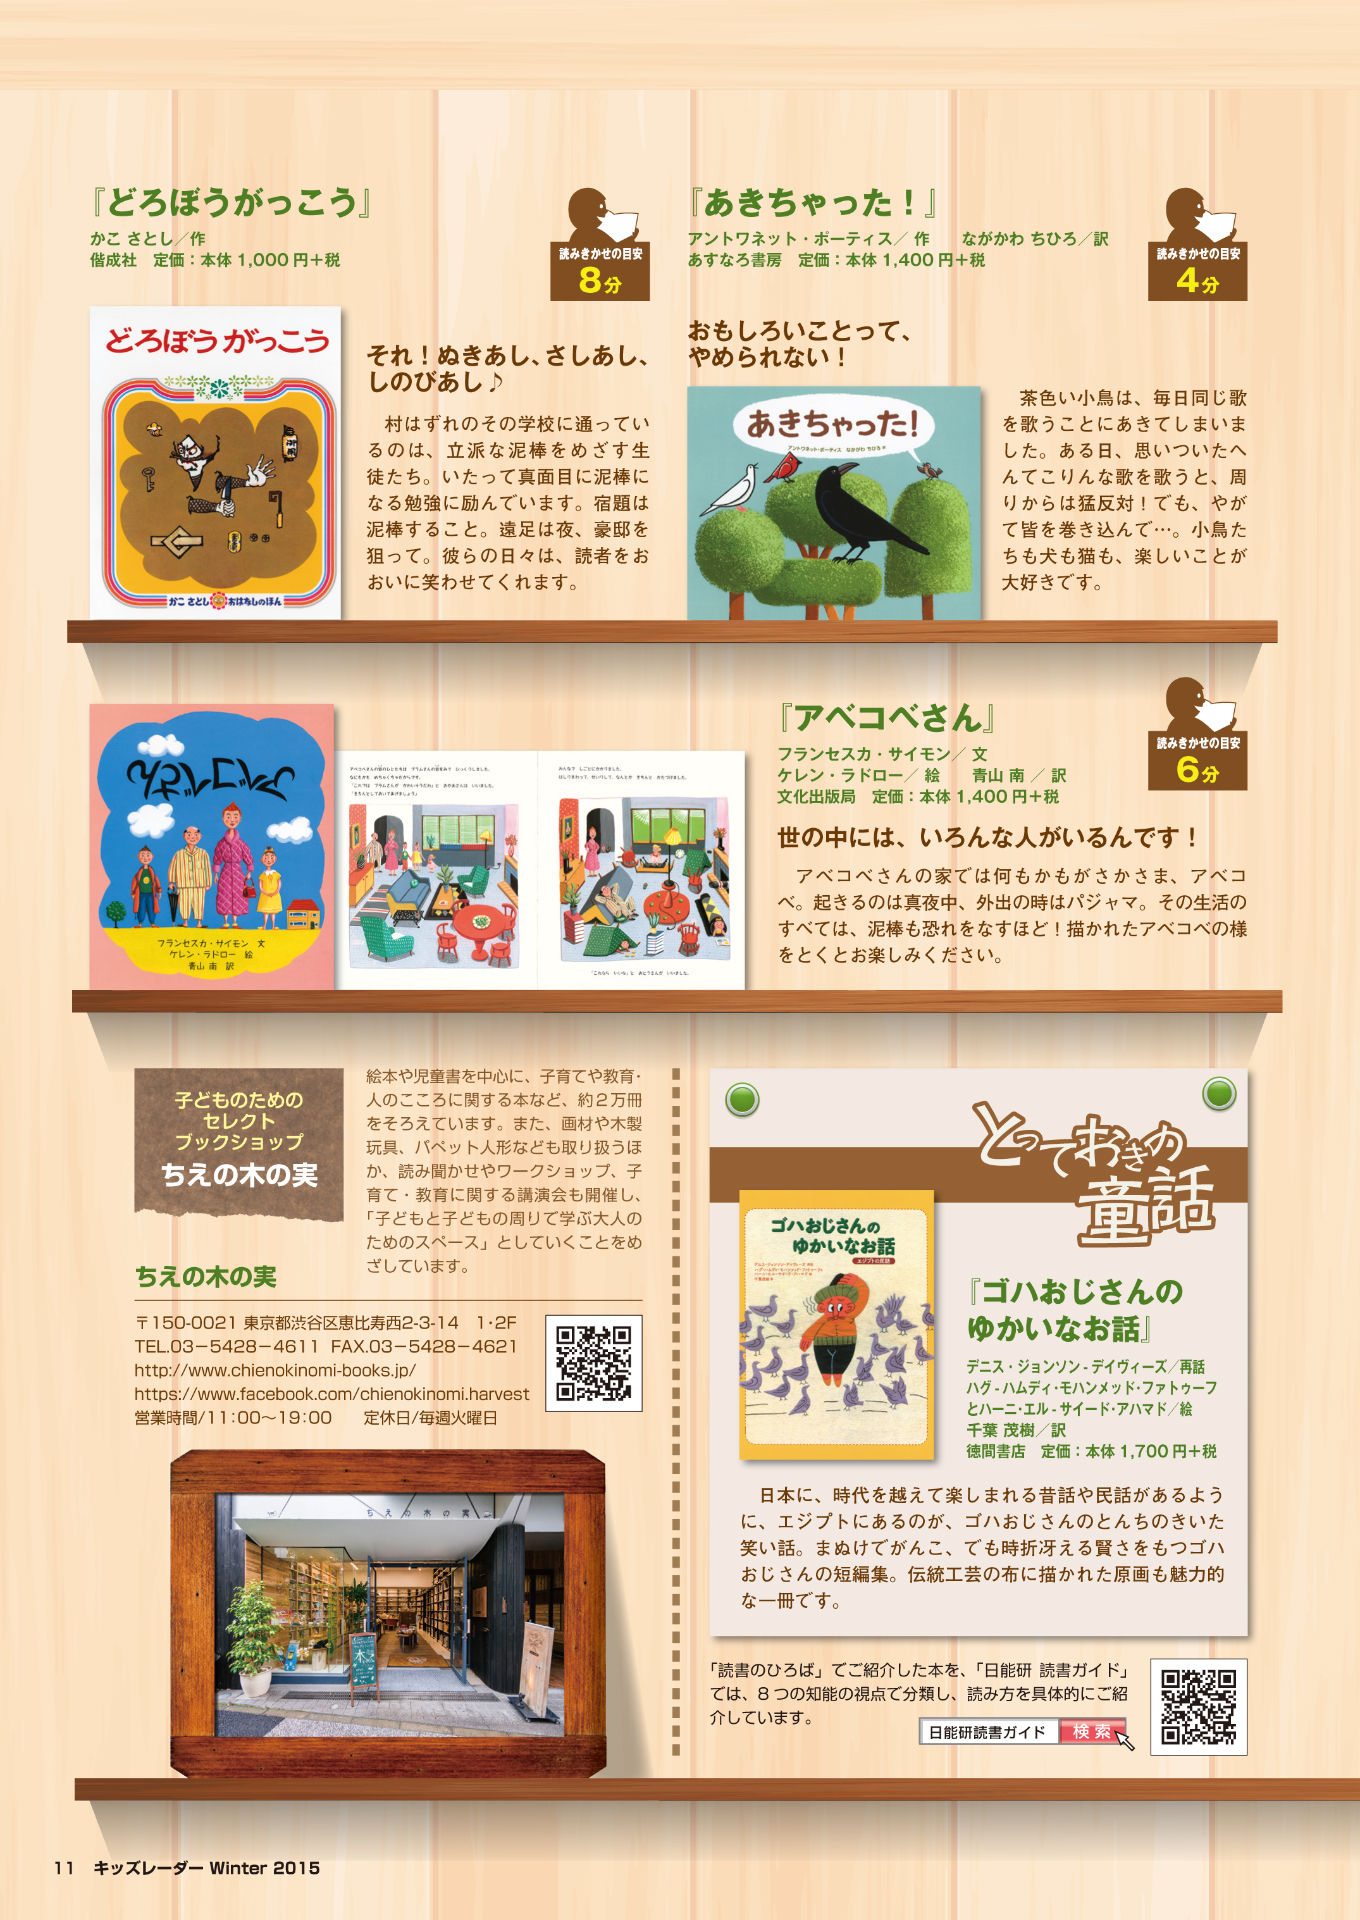 『どろぼうがっこう』
かこ さとし／作
偕成社　定価：本体 1,000 円＋税
読みきかせの目安
8分
どろぼうがっこう
かこ さとし おはなしのほん
それ！ぬきあし、さしあし、
しのびあし♪
村はずれのその学校に通ってい
るのは、立派な泥棒をめざす生
徒たち。いたって真面目に泥棒に
なる勉強に励んでいます。宿題は
泥棒すること。遠足は夜、豪邸を
狙って。彼らの日々は、読者をお
おいに笑わせてくれます。
『あきちゃった！』
アントワネット・ポーティス／ 作　　ながかわ ちひろ／訳
あすなろ書房　定価：本体 1,400 円＋税
読みきかせの目安
4分
おもしろいことって、
やめられない！
あきちゃった！
アントワネット・ポーティス　なかがわ ちひろ 訳
茶色い小鳥は、毎日同じ歌
を歌うことにあきてしまいま
した。ある日、思いついたへ
んてこりんな歌を歌うと、周
りからは猛反対！でも、やが
て皆を巻き込んで…。小鳥た
ちも犬も猫も、楽しいことが
大好きです。
アベコベさん
フランセスカ・サイモン 文
ケレン・ラドロー 絵
青山 南 訳
『アベコベさん』
フランセスカ・サイモン／ 文
ケレン・ラドロー／ 絵　　青山 南 ／ 訳
文化出版局　定価：本体 1,400 円＋税
読みきかせの目安
6分
世の中には、いろんな人がいるんです！
アベコベさんの家では何もかもがさかさま、アベコ
ベ。起きるのは真夜中、外出の時はパジャマ。その生活の
すべては、泥棒も恐れをなすほど！描かれたアベコベの様
をとくとお楽しみください。
子どものための
セレクト
ブックショップ
ちえの木の実
絵本や児童書を中心に、子育てや教育・
人のこころに関する本など、約２万冊
をそろえています。また、画材や木製
玩具、パペット人形なども取り扱うほ
か、読み聞かせやワークショップ、子
育て・教育に関する講演会も開催し、
「子どもと子どもの周りで学ぶ大人の
ためのスペース」としていくことをめ
ざしています。
ちえの木の実
〒150-0021 東京都渋谷区恵比寿西2-3-14　1・2F
TEL.03－5428－4611 FAX.03－5428－4621
http://www.chienokinomi-books.jp/
https://www.facebook.com/chienokinomi.harvest
営業時間/11：00～19：00　　定休日/毎週火曜日
ちえの木の実
本
とっておきの
童話
ゴハおじさんの
ゆかいなお話
エジプトの民話
『ゴハおじさんの
ゆかいなお話』
デニス・ジョンソン - デイヴィーズ／再話
ハグ - ハムディ・モハンメッド・ファトゥーフ
とハーニ・エル - サイード・アハマド／絵
千葉 茂樹／訳
徳間書店　定価：本体 1,700 円＋税
日本に、時代を越えて楽しまれる昔話や民話があるよう
に、エジプトにあるのが、ゴハおじさんのとんちのきいた
笑い話。まぬけでがんこ、でも時折冴える賢さをもつゴハ
おじさんの短編集。伝統工芸の布に描かれた原画も魅力的
な一冊です。
「読書のひろば」でご紹介した本を、「日能研 読書ガイド」
では、８つの知能の視点で分類し、読み方を具体的にご紹
介しています。
日能研読書ガイド　検 索
11　キッズレーダー Winter 2015